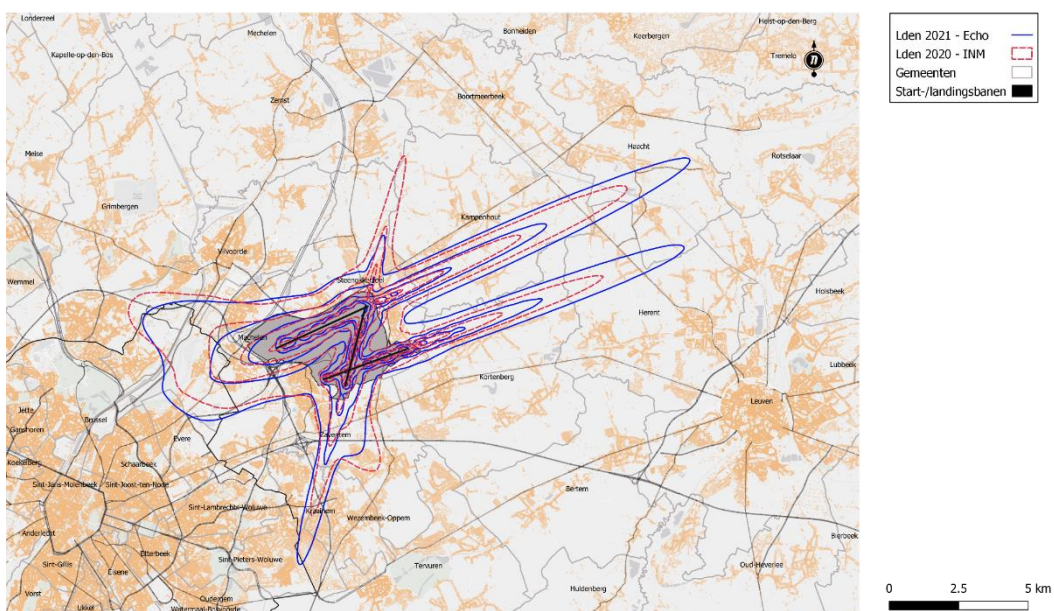 Londerzeel
Mechelen
Bonheiden
Heist-op-den-Berg
Keerbergen
Kapelle-op-den-Bos
Tremelo
Zemst
Boortmeerbeek
Meise
Haacht
Rotselaar
Grimbergen
Kampenhout
Vilvoorde
Wemmel
Steenokkerzeel
Holsbeek
Herent
Machelen
Lubbeek
Kortenberg
Jette
Leuven
Brussel
Ganshoren
Evere
Zaventem
Koekelberg
Schaarbeek
Sint-Jans-Molenbeek
Sint-Joost-ten-Node
Bertem
Sint-Lambrechts-Woluwe
Kraainem
Wezembeek-Oppem
Anderlecht
Bierbeek
Etterbeek
Sint-Pieters-Woluwe
Sint-Gillis
Elsene
Tervuren
Oud-Heverlee
Huldenberg
Vorst
Oudergem
Ukkel
Watermaal-Bosvoorde
n
Lden 2021 - Echo
Lden 2020 - INM
Gemeenten
Start-/landingsbanen
0 2.5 5 km